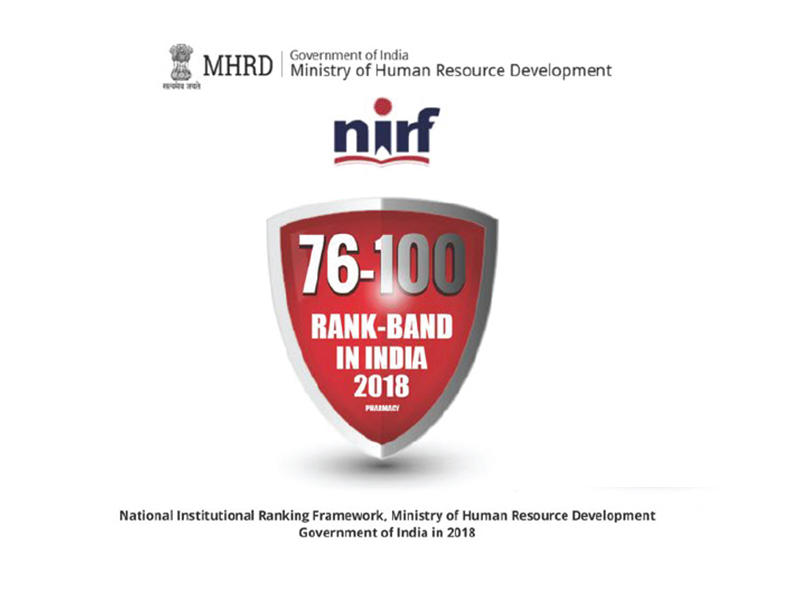 MHRD
Government of India
Ministry of Human Resource Development
सत्यमेव जयते
nirf
76-100
RANK-BAND
IN INDIA
2018
PHARMACY
National Institutional Ranking Framework, Ministry of Human Resource Development
Government of India in 2018